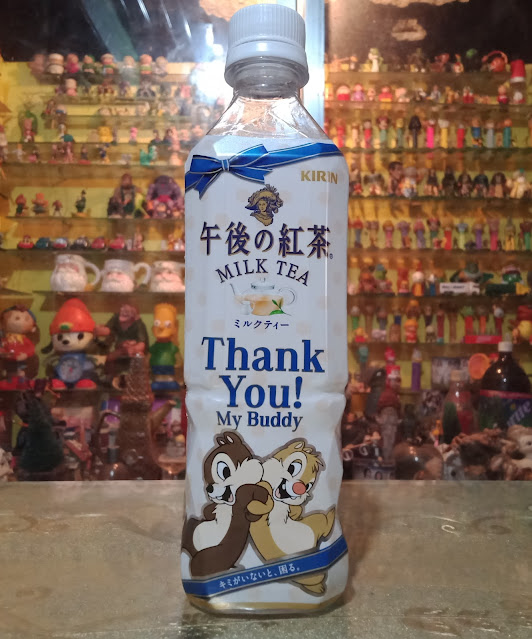 KIRIN
午後の紅茶®
MILK TEA
ミルクティー
Thank
You!
My Buddy
キミがいないと、困る。